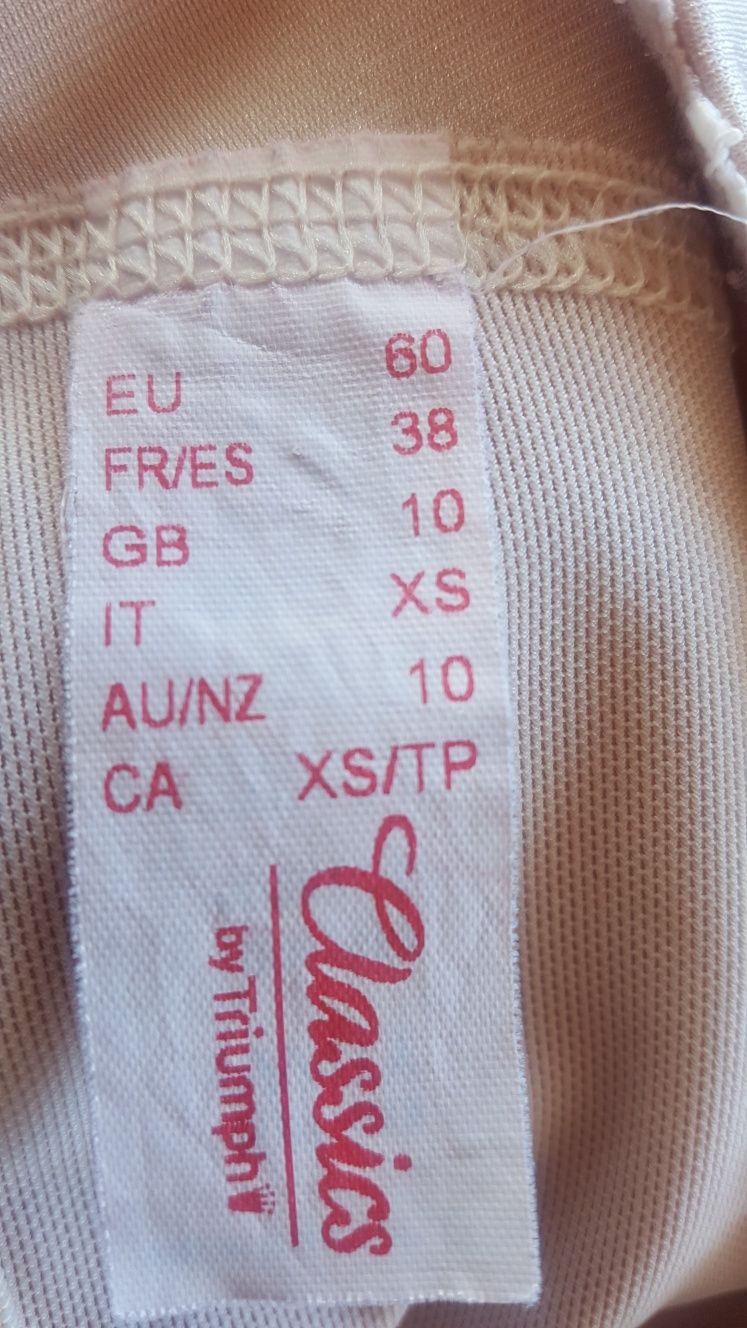 EU 60
FR/ES 38
GB 10
IT XS
AU/NZ 10
CA XS/TP
Classics
by Triumph